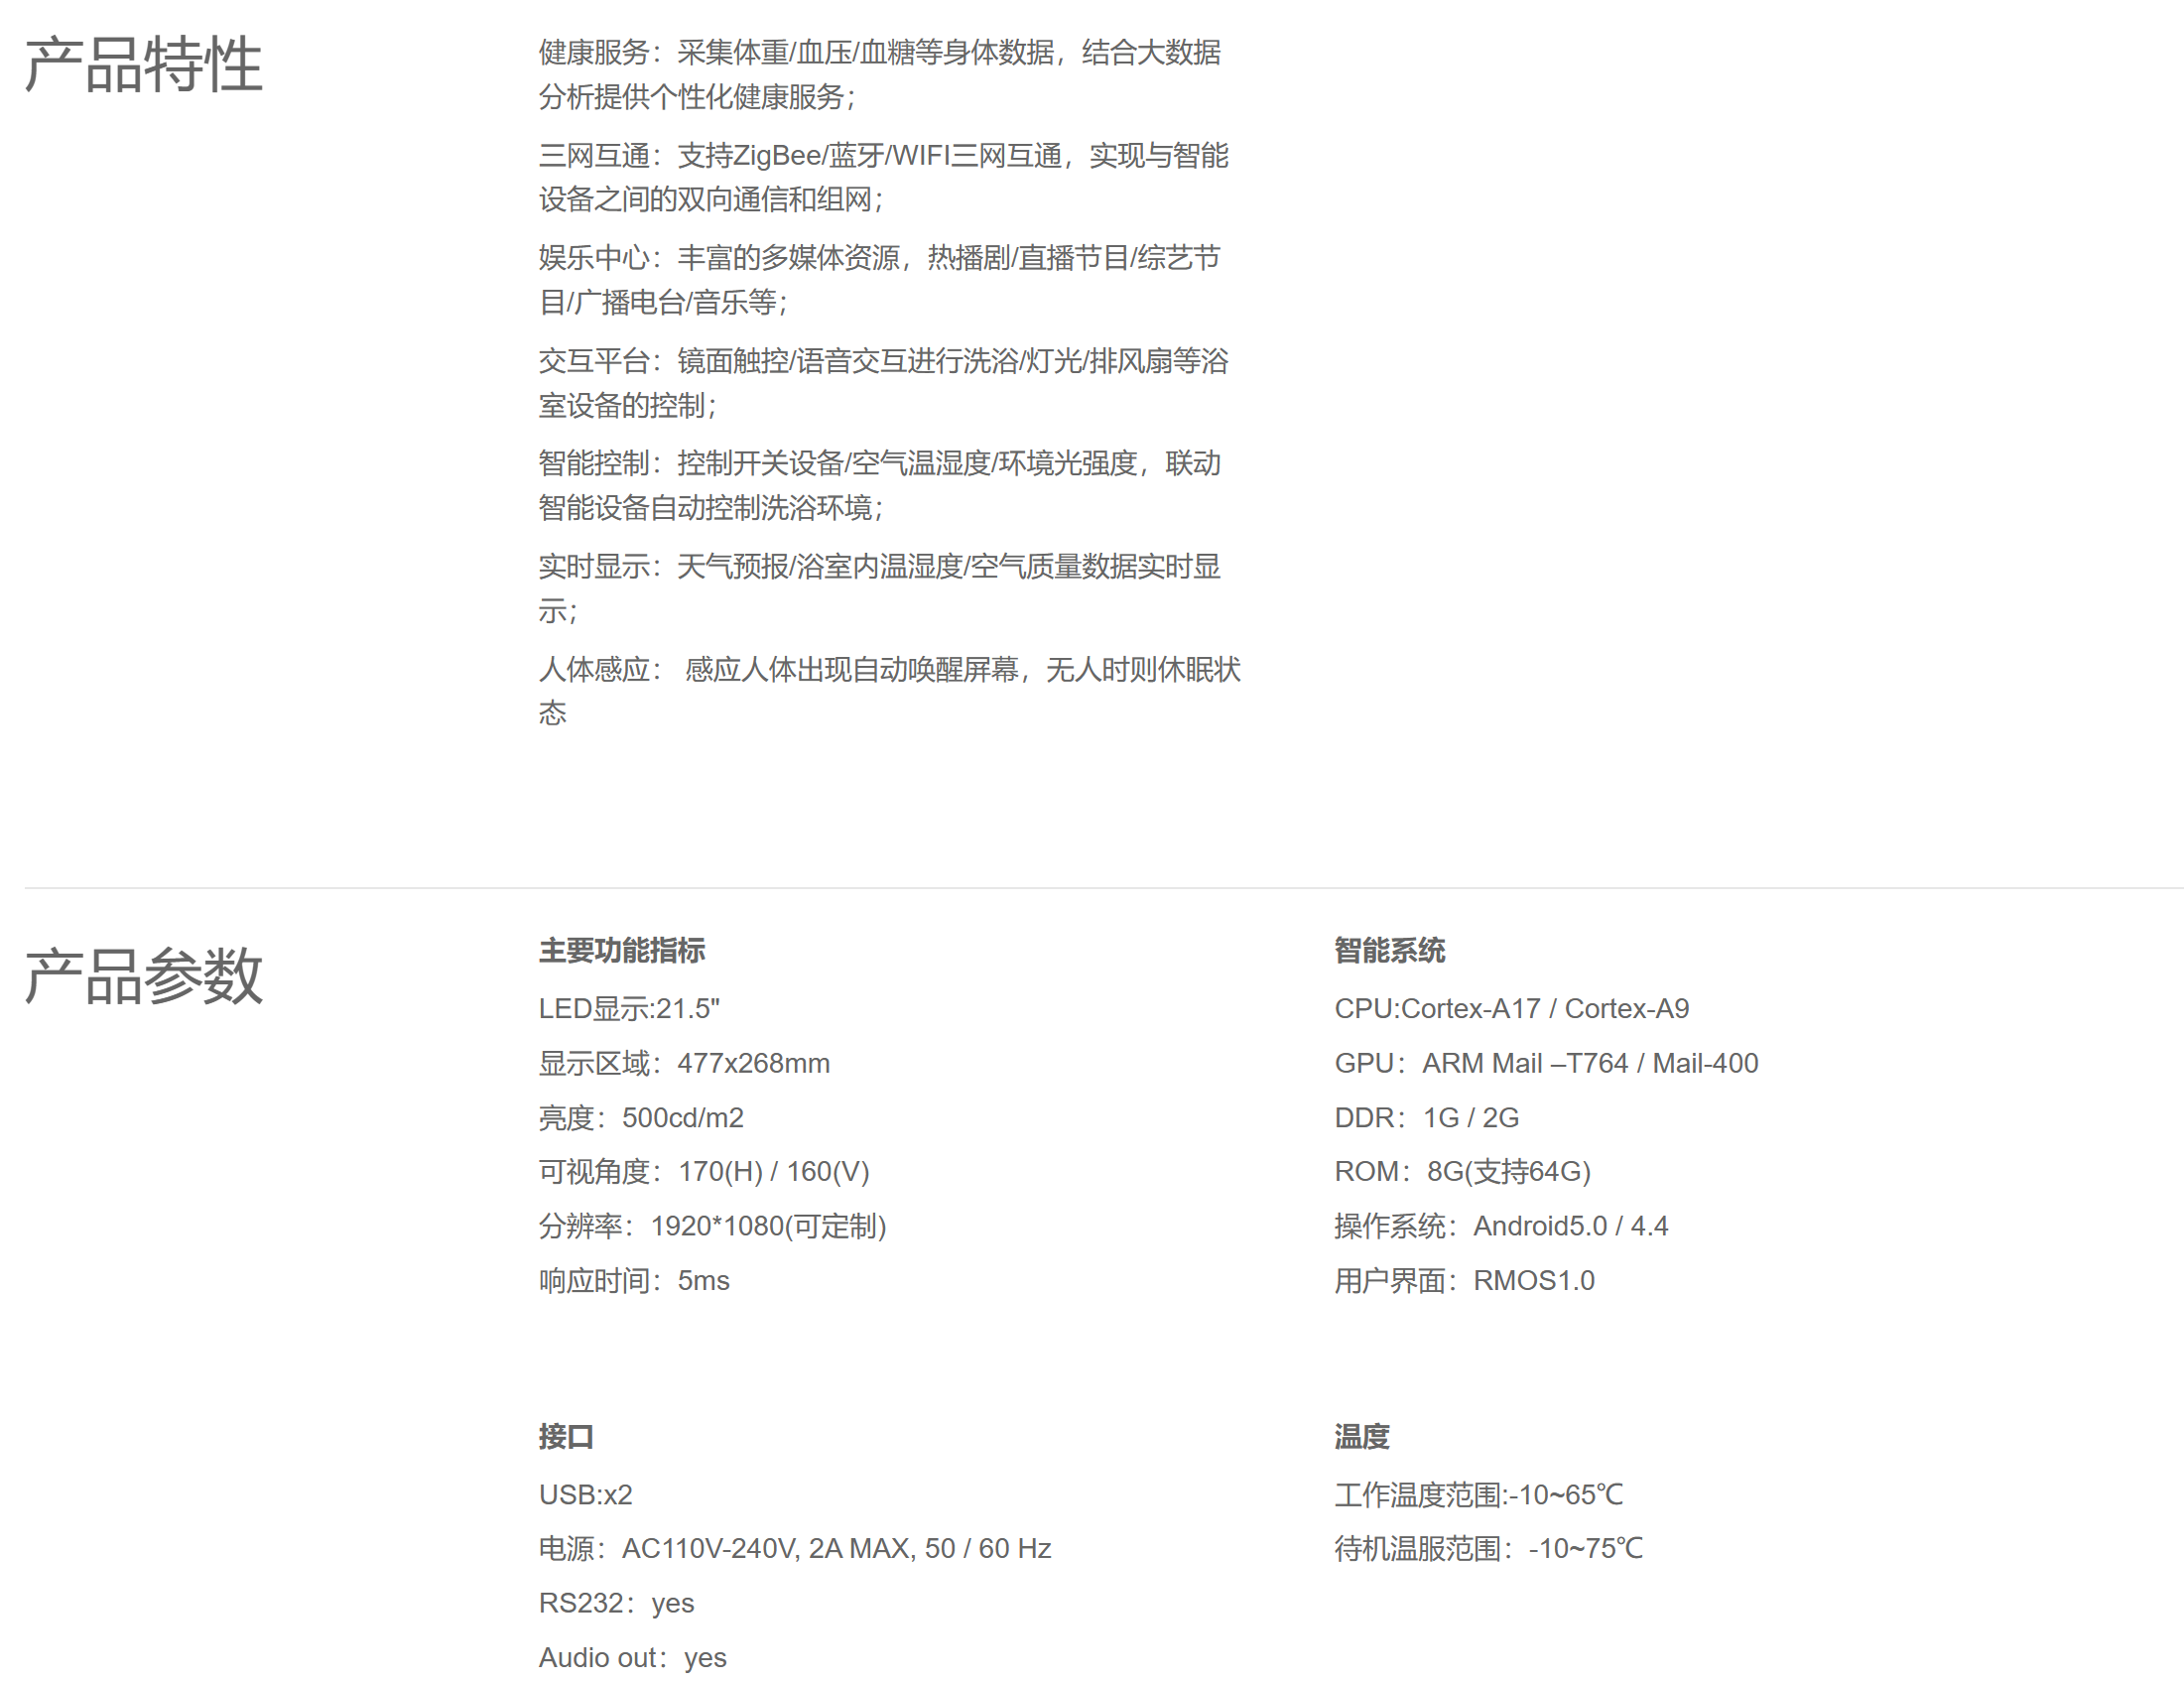 产品特性
健康服务：采集体重/血压/血糖等身体数据，结合大数据
分析提供个性化健康服务；
三网互通：支持ZigBee/蓝牙/WIFI三网互通，实现与智能
设备之间的双向通信和组网；
娱乐中心：丰富的多媒体资源，热播剧/直播节目/综艺节
目/广播电台/音乐等；
交互平台：镜面触控/语音交互进行洗浴/灯光/排风扇等浴
室设备的控制；
智能控制：控制开关设备/空气温湿度/环境光强度，联动
智能设备自动控制洗浴环境；
实时显示：天气预报/浴室内温湿度/空气质量数据实时显
示；
人体感应： 感应人体出现自动唤醒屏幕，无人时则休眠状
态
产品参数
主要功能指标
LED显示:21.5"
显示区域：477x268mm
亮度：500cd/m2
可视角度：170(H) / 160(V)
分辨率：1920*1080(可定制)
响应时间：5ms
智能系统
CPU:Cortex-A17 / Cortex-A9
GPU：ARM Mail –T764 / Mail-400
DDR：1G / 2G
ROM：8G(支持64G)
操作系统：Android5.0 / 4.4
用户界面：RMOS1.0
接口
USB:x2
电源：AC110V-240V, 2A MAX, 50 / 60 Hz
RS232：yes
Audio out：yes
温度
工作温度范围:-10~65℃
待机温服范围：-10~75℃